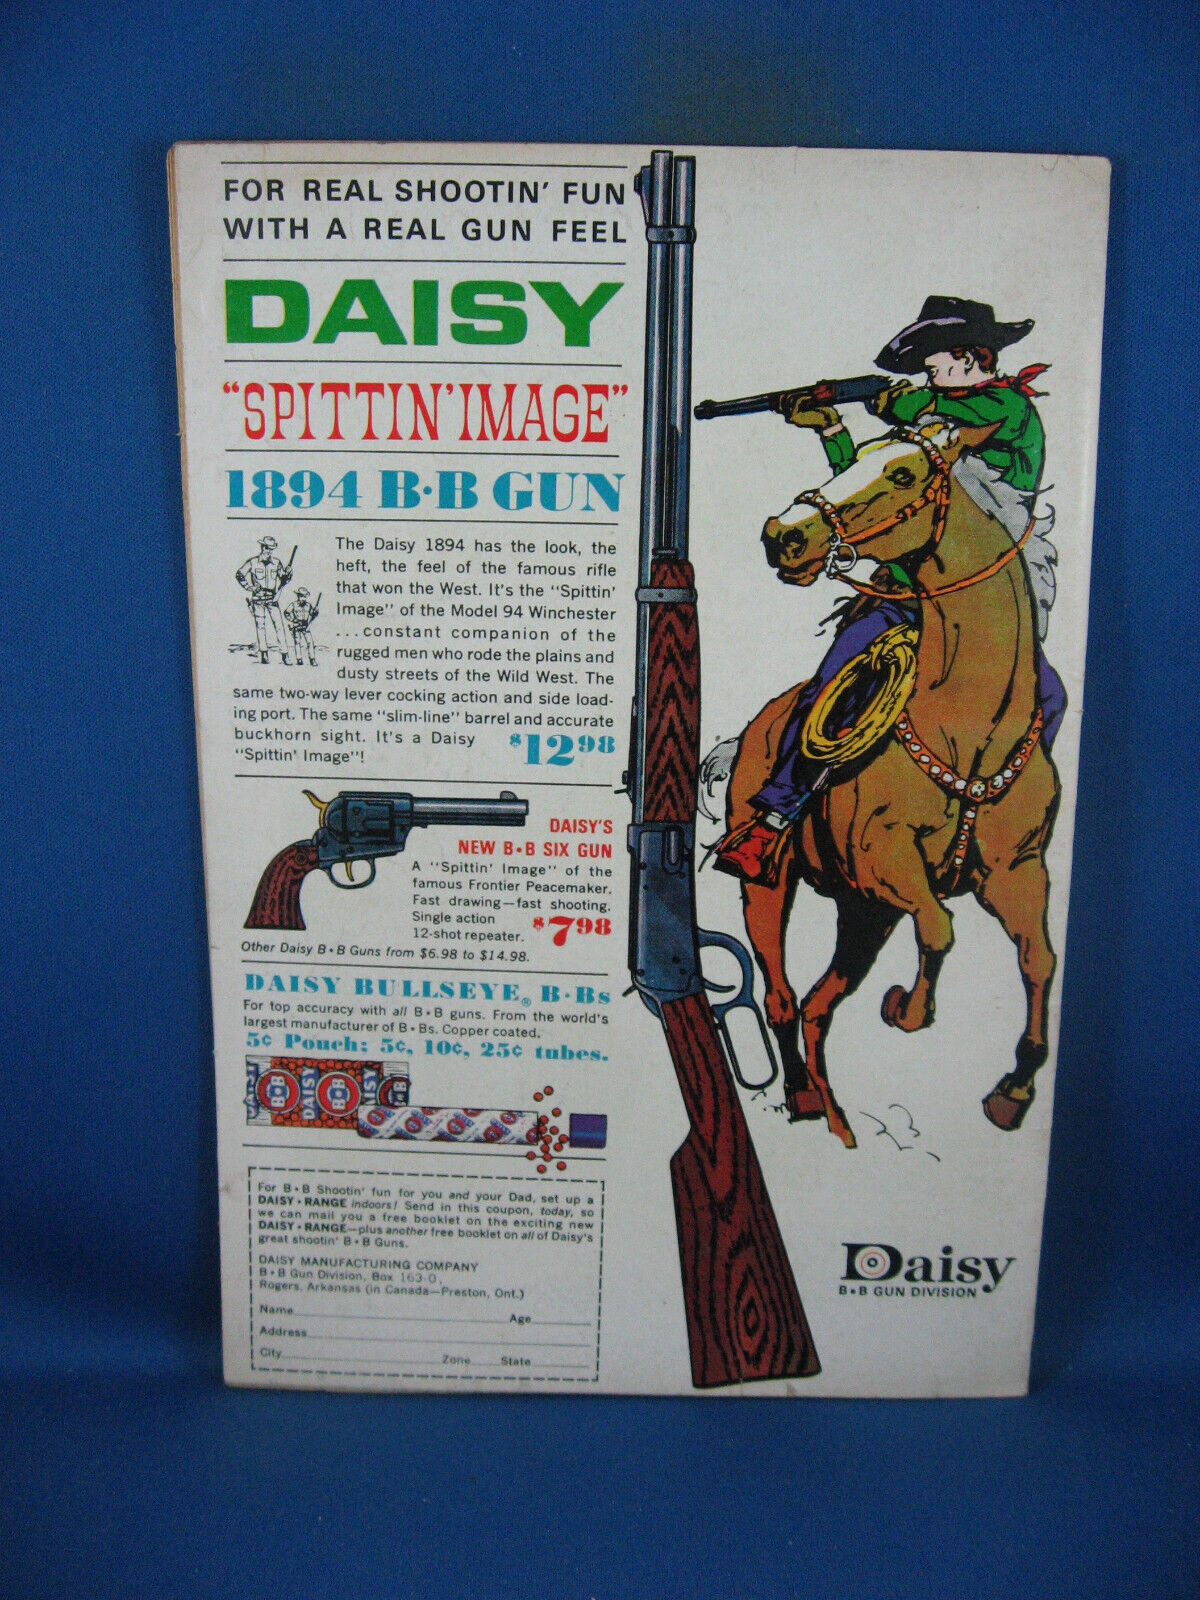 FOR REAL SHOOTIN' FUN
WITH A REAL GUN FEEL
DAISY
"SPITTIN' IMAGE"
1894 B•B GUN
The Daisy 1894 has the look, the
heft, the feel of the famous rifle
that won the West. It's the "Spittin'
Image" of the Model 94 Winchester
...constant companion of the
rugged men who rode the plains and
dusty streets of the Wild West. The
same two-way lever cocking action and side load-
ing port. The same "slim-line" barrel and accurate
buckhorn sight. It's a Daisy
"Spittin' Image"!
$12.98
DAISY'S
NEW B•B SIX GUN
A "Spittin' Image" of the
famous Frontier Peacemaker.
Fast drawing—fast shooting.
Single action
12-shot repeater.
$7.98
Other Daisy B•B Guns from $6.98 to $14.98.
DAISY BULLSEYE® B•Bs
For top accuracy with all B•B guns. From the world's
largest manufacturer of B•Bs. Copper coated.
5¢ Pouch; 5¢, 10¢, 25¢ tubes.
DAISY B•B DAISY B•B DAISY B•B
For B•B Shootin' fun for you and your Dad, set up a
DAISY•RANGE indoors! Send in this coupon, today, so
we can mail you a free booklet on the exciting new
DAISY•RANGE—plus another free booklet on all of Daisy's
great shootin' B•B Guns.
DAISY MANUFACTURING COMPANY
B•B Gun Division, Box 163-O,
Rogers, Arkansas (in Canada—Preston, Ont.)
Name Age
Address
City Zone State
Daisy
B•B GUN DIVISION